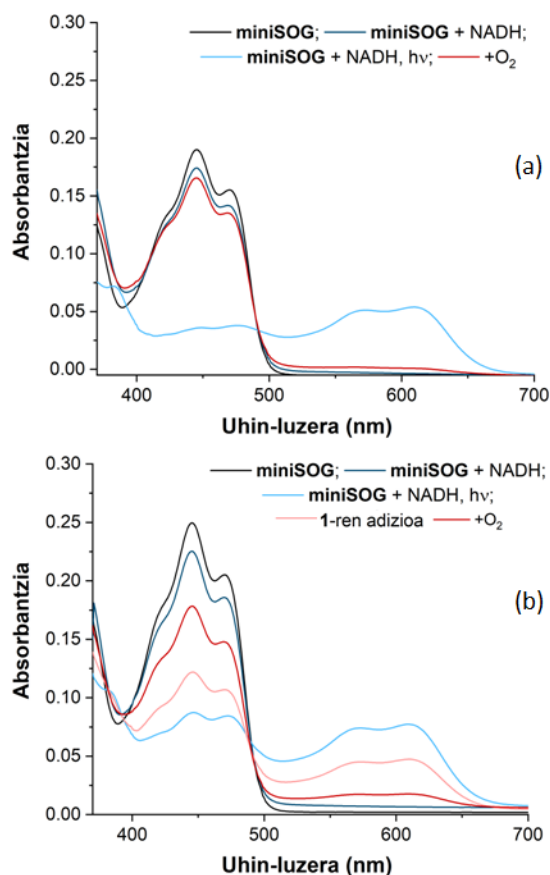 (a)
miniSOG; miniSOG + NADH;
miniSOG + NADH, hν; +O₂
Absorbantzia
0.30
0.25
0.20
0.15
0.10
0.05
0.00
400 500 600 700
Uhin-luzera (nm)
(b)
miniSOG; miniSOG + NADH;
miniSOG + NADH, hν;
1-ren adizioa +O₂
Absorbantzia
0.30
0.25
0.20
0.15
0.10
0.05
0.00
400 500 600 700
Uhin-luzera (nm)